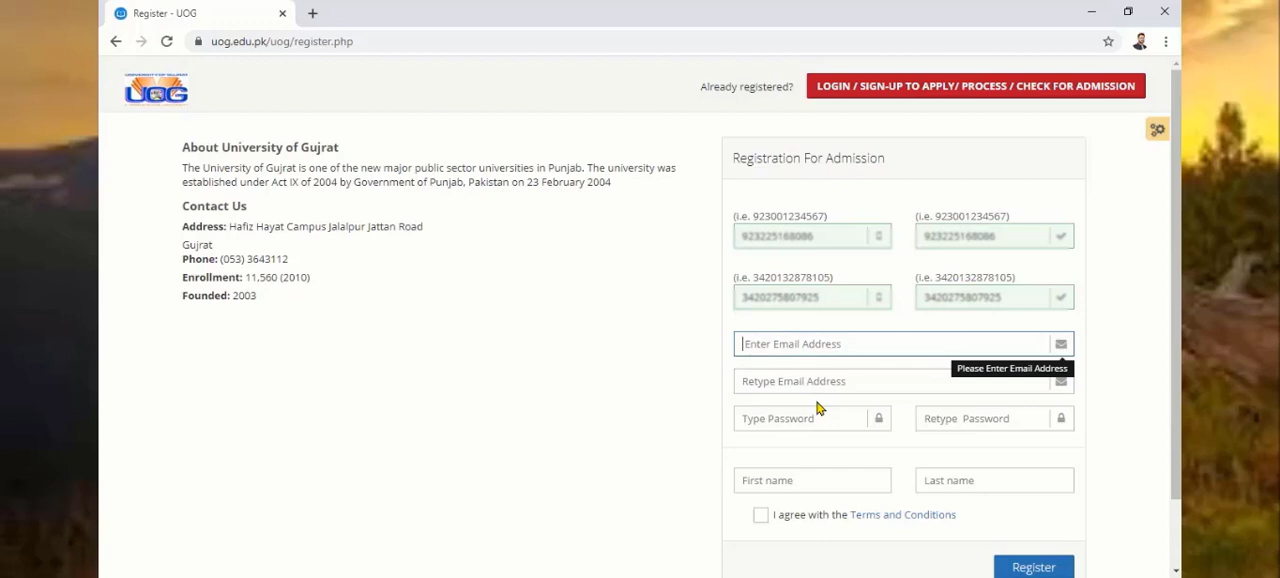 Register - UOG
uog.edu.pk/uog/register.php
UNIVERSITY OF GUJRAT
UOG
Already registered?
LOGIN / SIGN-UP TO APPLY/ PROCESS / CHECK FOR ADMISSION
About University of Gujrat
The University of Gujrat is one of the new major public sector universities in Punjab. The university was
established under Act IX of 2004 by Government of Punjab, Pakistan on 23 February 2004
Contact Us
Address: Hafiz Hayat Campus Jalalpur Jattan Road
Gujrat
Phone: (053) 3643112
Enrollment: 11,560 (2010)
Founded: 2003
Registration For Admission
(i.e. 923001234567) (i.e. 923001234567)
(i.e. 3420132878105) (i.e. 3420132878105)
Enter Email Address
Please Enter Email Address
Retype Email Address
Type Password Retype Password
First name Last name
I agree with the Terms and Conditions
Register